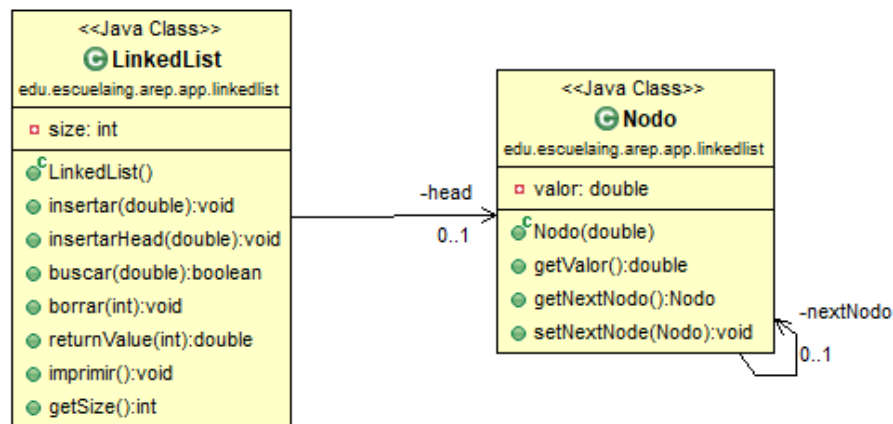 <<Java Class>>
LinkedList
edu.escuelaing.arep.app.linkedlist
size: int
LinkedList()
insertar(double):void
insertarHead(double):void
buscar(double):boolean
borrar(int):void
returnValue(int):double
imprimir():void
getSize():int
-head
0..1
<<Java Class>>
Nodo
edu.escuelaing.arep.app.linkedlist
valor: double
Nodo(double)
getValor():double
getNextNodo():Nodo
setNextNode(Nodo):void
-nextNodo
0..1